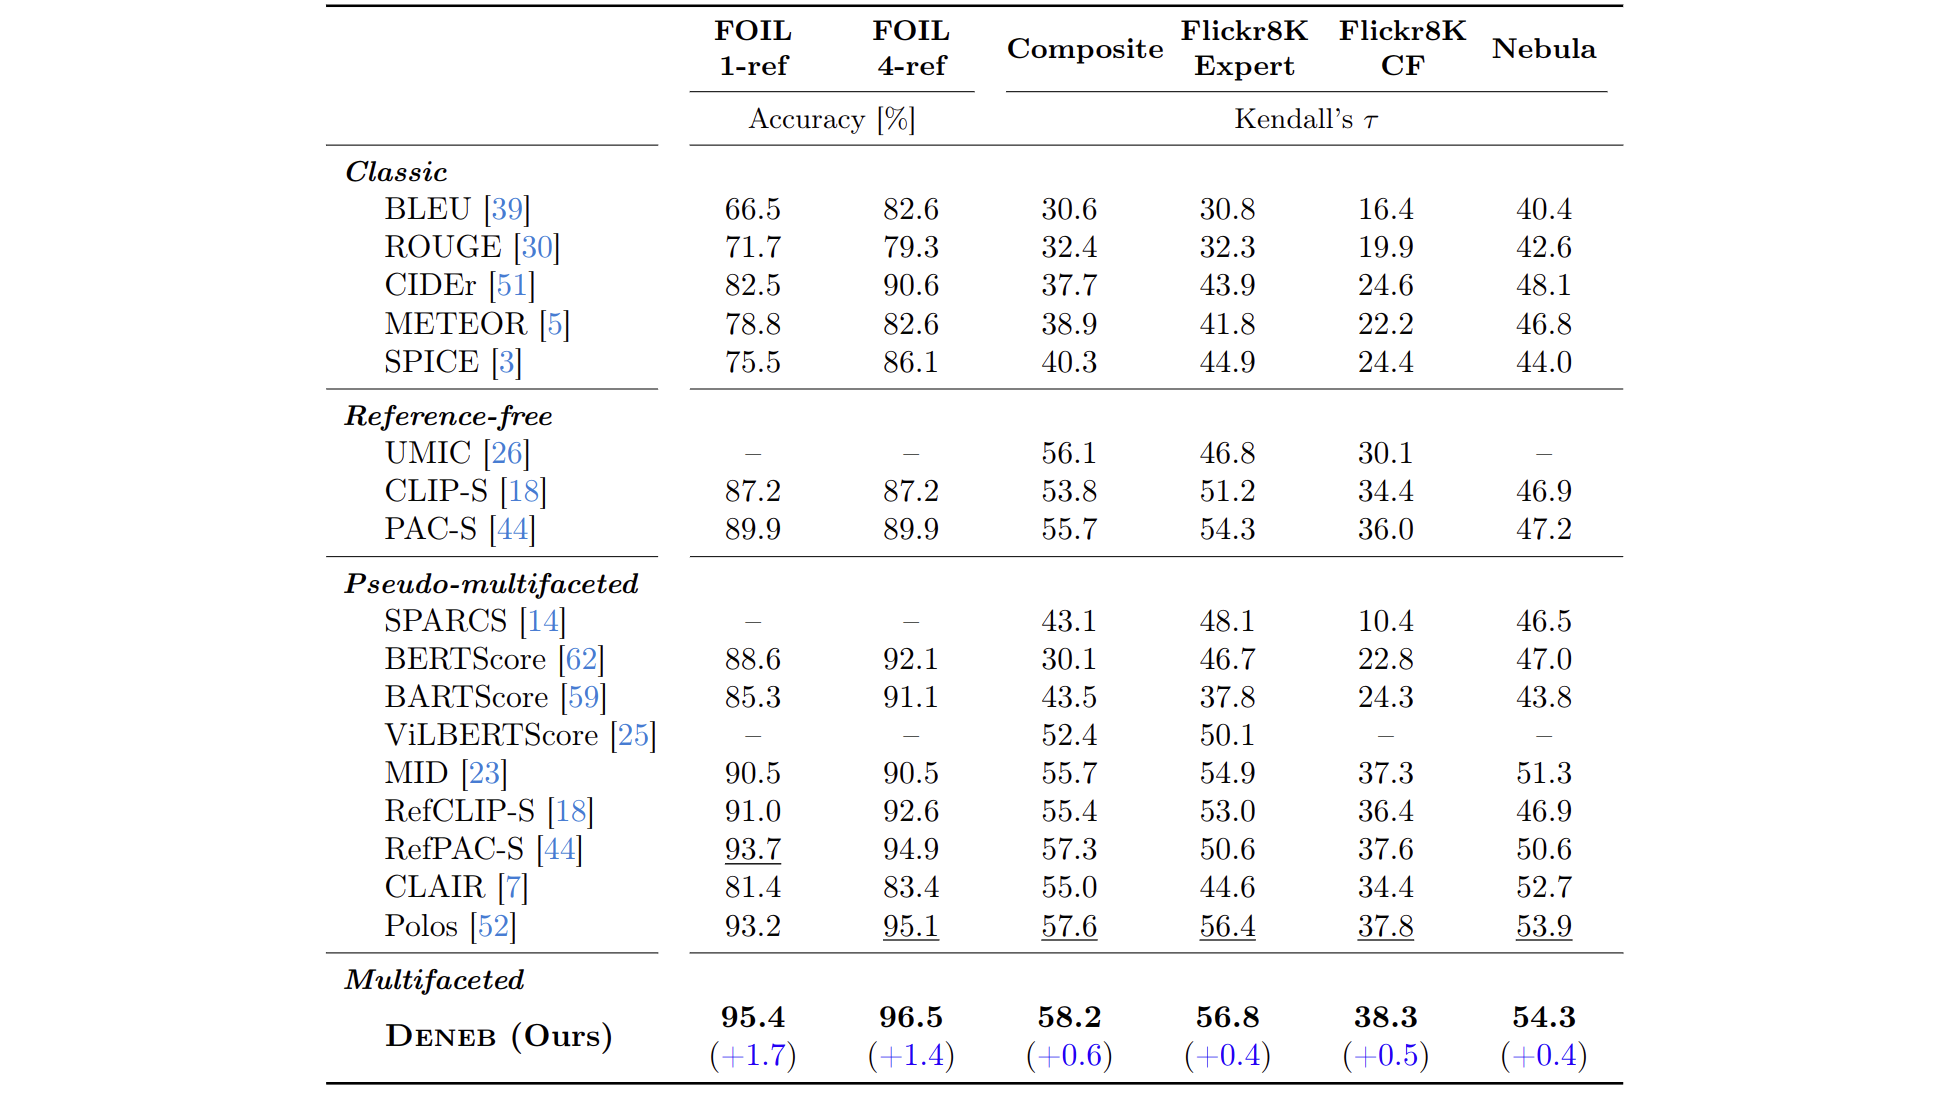 FOIL 1-ref FOIL 4-ref Composite Flickr8K Expert Flickr8K CF Nebula
Accuracy [%] Kendall's τ
Classic
BLEU [39] 66.5 82.6 30.6 30.8 16.4 40.4
ROUGE [30] 71.7 79.3 32.4 32.3 19.9 42.6
CIDEr [51] 82.5 90.6 37.7 43.9 24.6 48.1
METEOR [5] 78.8 82.6 38.9 41.8 22.2 46.8
SPICE [3] 75.5 86.1 40.3 44.9 24.4 44.0
Reference-free
UMIC [26] – – 56.1 46.8 30.1 –
CLIP-S [18] 87.2 87.2 53.8 51.2 34.4 46.9
PAC-S [44] 89.9 89.9 55.7 54.3 36.0 47.2
Pseudo-multifaceted
SPARCS [14] – – 43.1 48.1 10.4 46.5
BERTScore [62] 88.6 92.1 30.1 46.7 22.8 47.0
BARTScore [59] 85.3 91.1 43.5 37.8 24.3 43.8
ViLBERTScore [25] – – 52.4 50.1 – –
MID [23] 90.5 90.5 55.7 54.9 37.3 51.3
RefCLIP-S [18] 91.0 92.6 55.4 53.0 36.4 46.9
RefPAC-S [44] 93.7 94.9 57.3 50.6 37.6 50.6
CLAIR [7] 81.4 83.4 55.0 44.6 34.4 52.7
Polos [52] 93.2 95.1 57.6 56.4 37.8 53.9
Multifaceted
DENEB (Ours) 95.4 96.5 58.2 56.8 38.3 54.3
(+1.7) (+1.4) (+0.6) (+0.4) (+0.5) (+0.4)